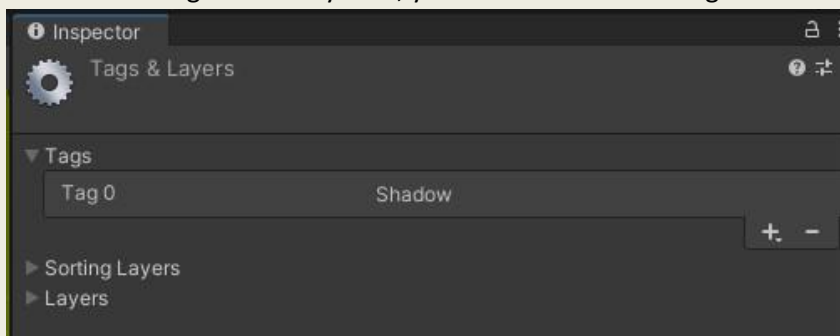 Inspector
Tags & Layers
Tags
Tag 0 Shadow
Sorting Layers
Layers